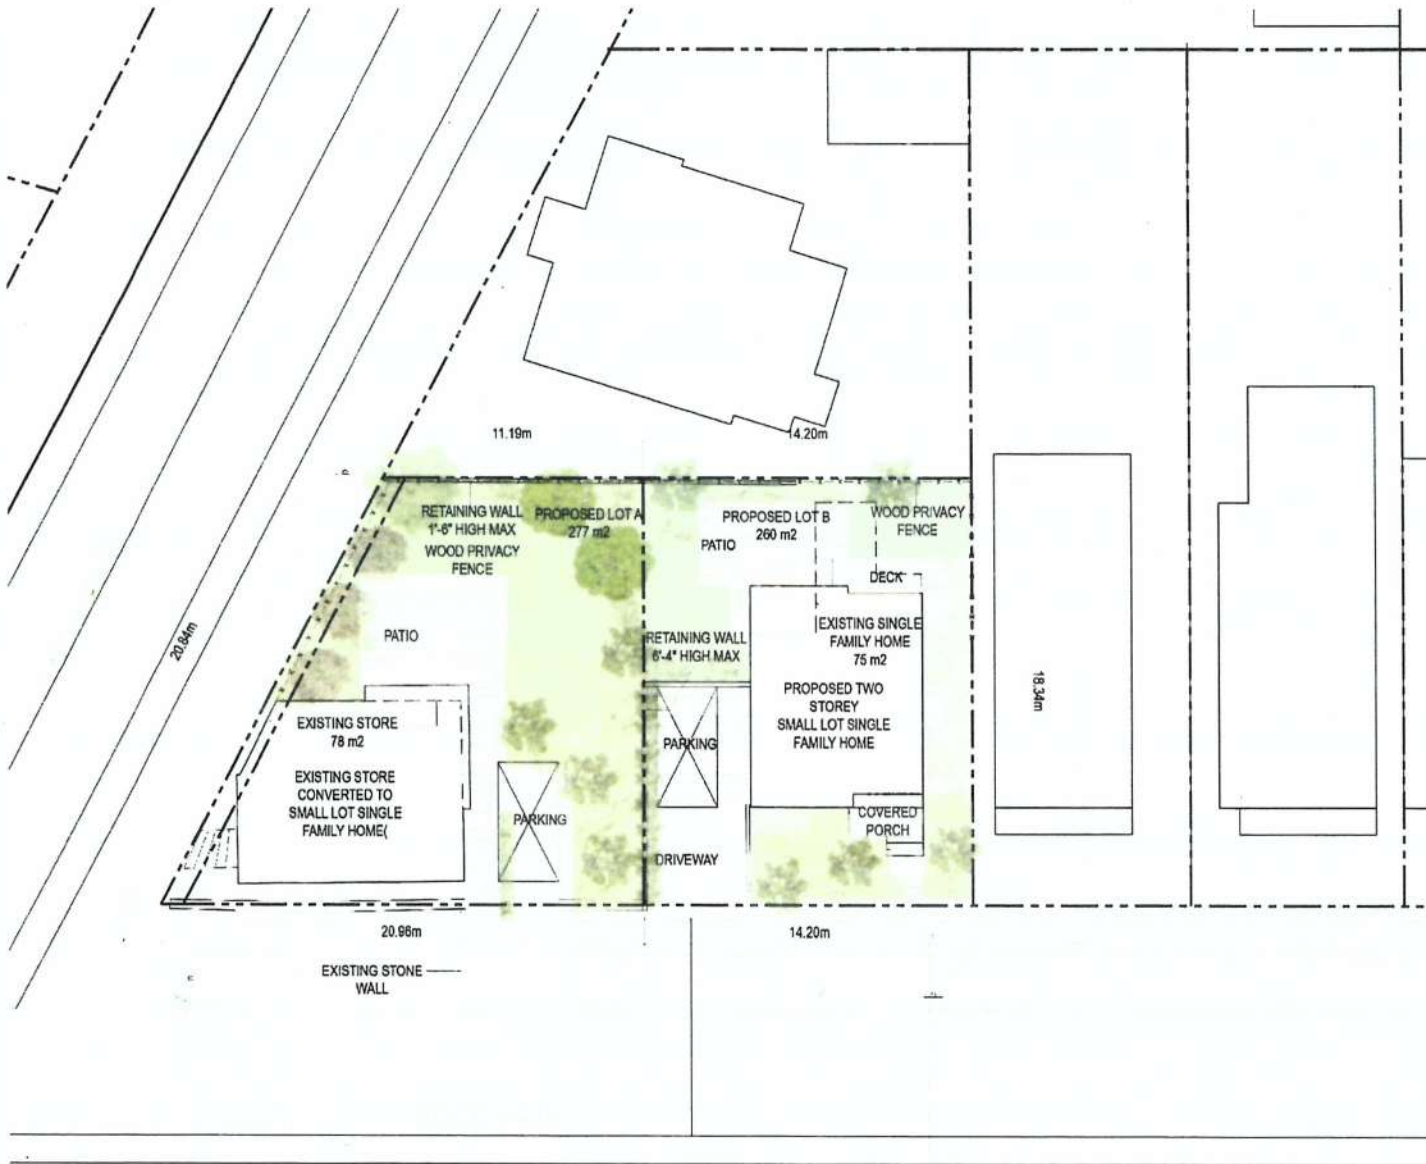 11.19m
14.20m
RETAINING WALL
1'-6" HIGH MAX
WOOD PRIVACY
FENCE
PROPOSED LOT A
277 m2
PROPOSED LOT B
260 m2
WOOD PRIVACY
FENCE
PATIO
DECK
20.84m
PATIO
RETAINING WALL
6'-4" HIGH MAX
EXISTING SINGLE
FAMILY HOME
75 m2
PROPOSED TWO
STOREY
SMALL LOT SINGLE
FAMILY HOME
18.34m
EXISTING STORE
78 m2
EXISTING STORE
CONVERTED TO
SMALL LOT SINGLE
FAMILY HOME(
PARKING
PARKING
COVERED
PORCH
DRIVEWAY
20.96m
14.20m
EXISTING STONE
WALL